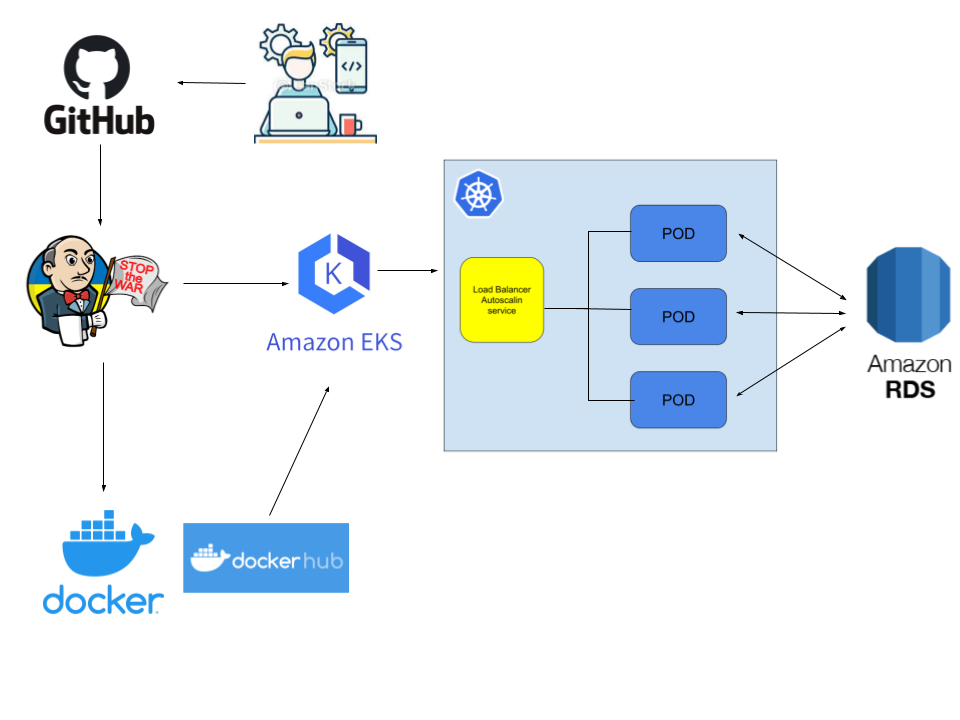 GitHub
</>
STOP
the
WAR
K
Amazon EKS
Load Balancer
Autoscalin
service
POD
POD
POD
Amazon
RDS
docker
docker hub